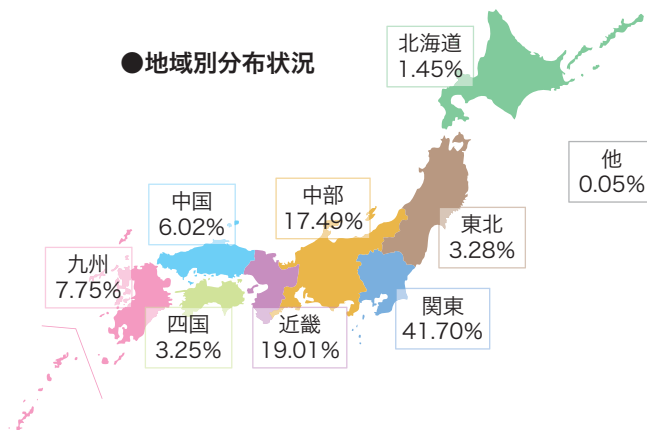 ●地域別分布状況
北海道
1.45%
他
0.05%
中国
6.02%
中部
17.49%
東北
3.28%
九州
7.75%
関東
41.70%
四国
3.25%
近畿
19.01%